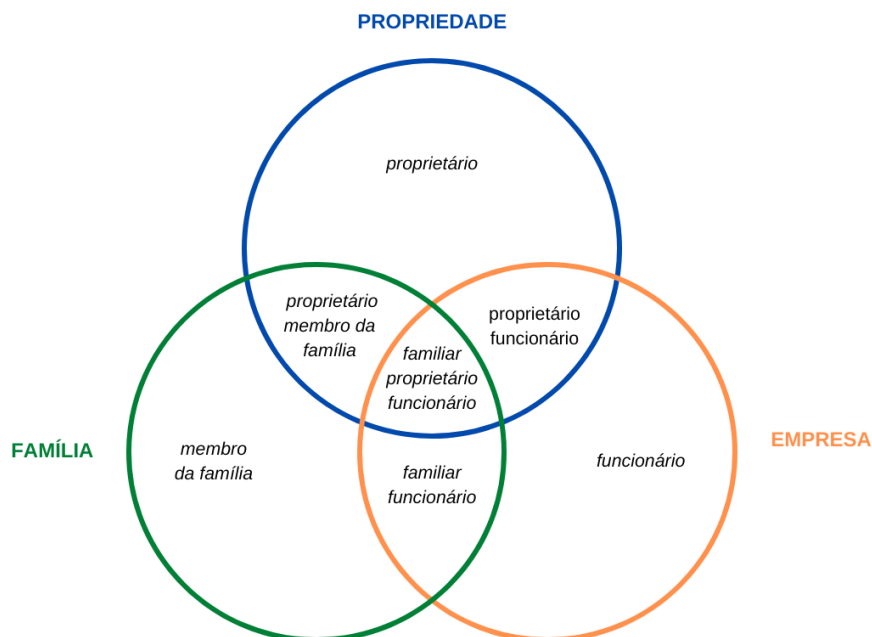 PROPRIEDADE
proprietário
proprietário
membro da
família
proprietário
funcionário
familiar
proprietário
funcionário
FAMÍLIA
membro
da família
familiar
funcionário
funcionário
EMPRESA